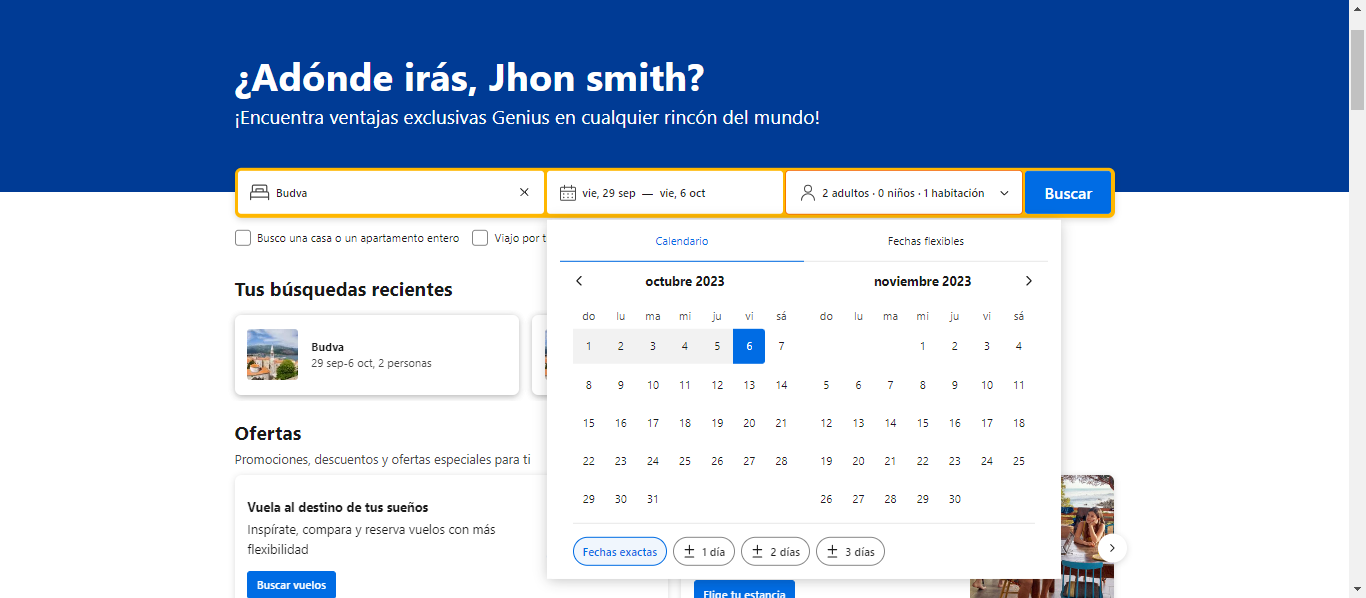 ¿Adónde irás, Jhon smith?
¡Encuentra ventajas exclusivas Genius en cualquier rincón del mundo!
Budva
vie, 29 sep — vie, 6 oct
2 adultos · 0 niños · 1 habitación
Buscar
Busco una casa o un apartamento entero
Viajo por t
Calendario
Fechas flexibles
octubre 2023
do lu ma mi ju vi sá
1 2 3 4 5 6 7
8 9 10 11 12 13 14
15 16 17 18 19 20 21
22 23 24 25 26 27 28
29 30 31
noviembre 2023
do lu ma mi ju vi sá
1 2 3 4
5 6 7 8 9 10 11
12 13 14 15 16 17 18
19 20 21 22 23 24 25
26 27 28 29 30
Fechas exactas
± 1 día
± 2 días
± 3 días
Tus búsquedas recientes
Budva
29 sep-6 oct, 2 personas
Ofertas
Promociones, descuentos y ofertas especiales para ti
Vuela al destino de tus sueños
Inspírate, compara y reserva vuelos con más
flexibilidad
Buscar vuelos
Elige tu estancia